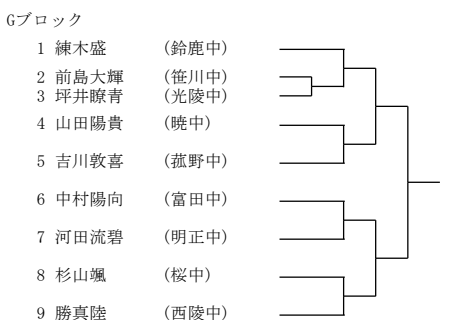 Gブロック
1 練木盛 (鈴鹿中)
2 前島大輝 (笹川中)
3 坪井瞭青 (光陵中)
4 山田陽貴 (暁中)
5 吉川敦喜 (菰野中)
6 中村陽向 (富田中)
7 河田流碧 (明正中)
8 杉山颯 (桜中)
9 勝真陸 (西陵中)